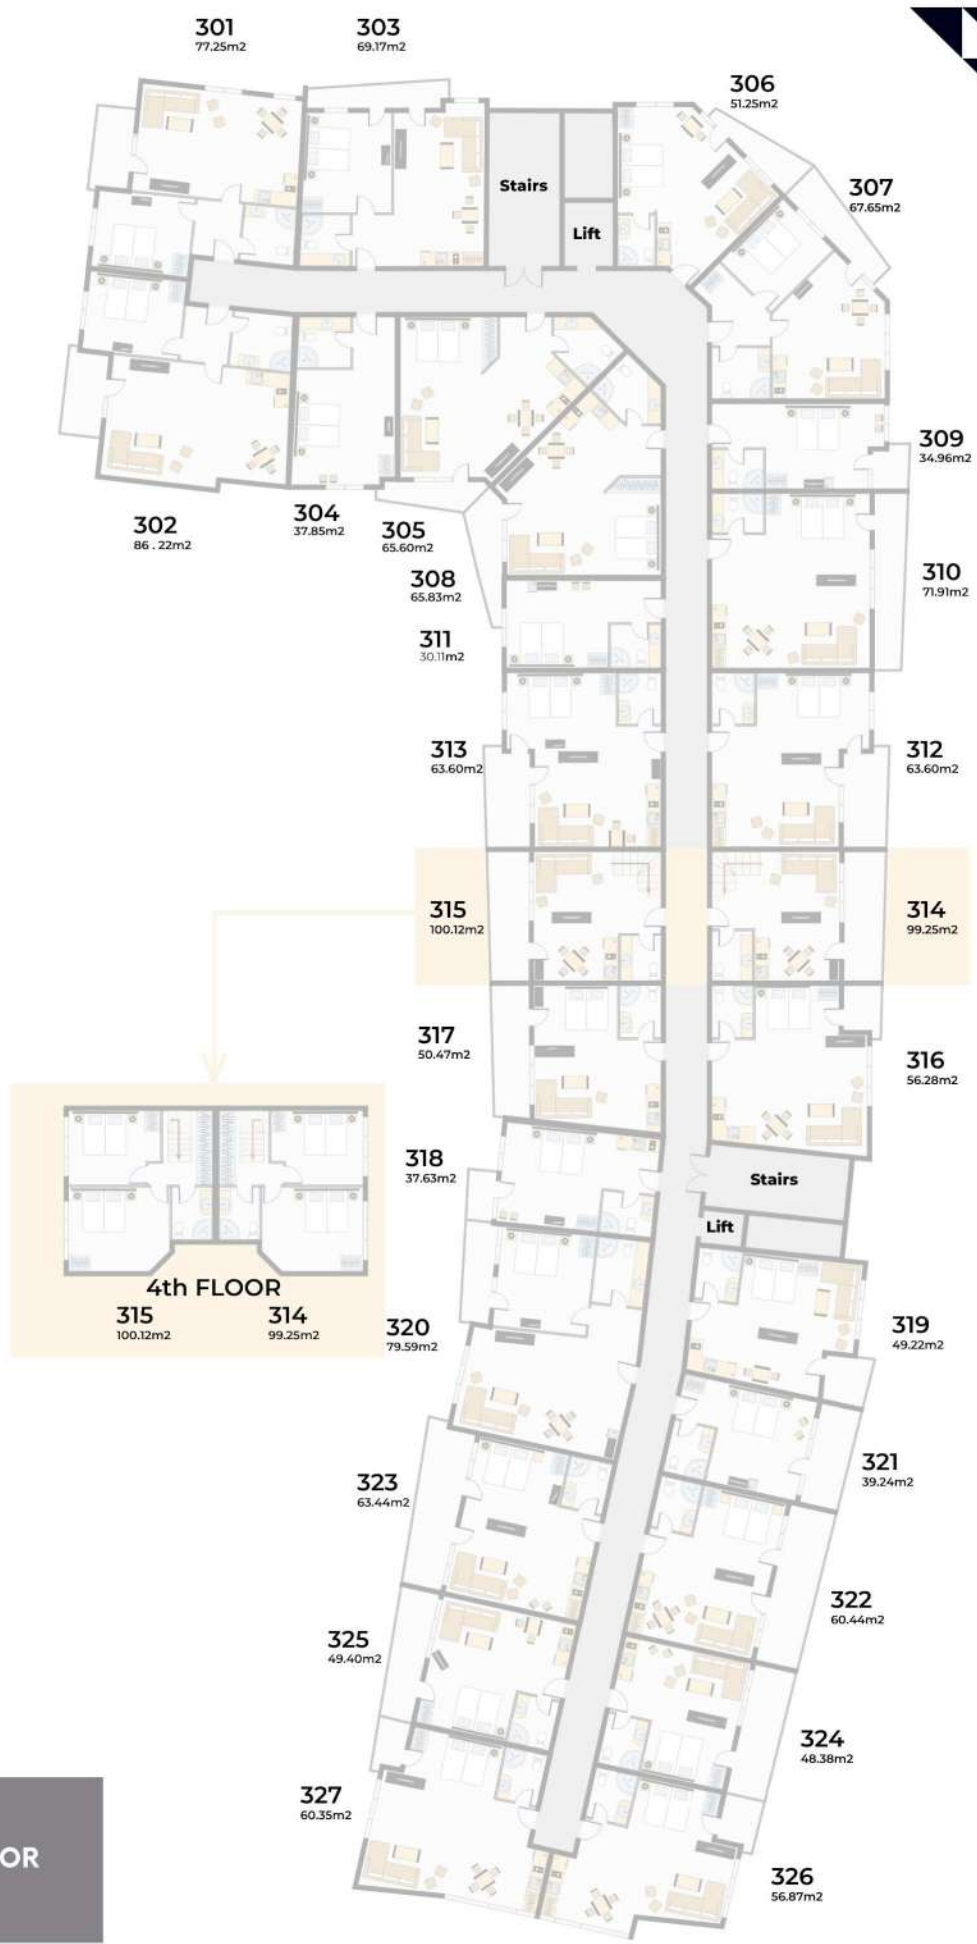 301
77.25m2
303
69.17m2
306
51.25m2
Stairs
Lift
307
67.65m2
309
34.96m2
302
86 . 22m2
304
37.85m2
305
65.60m2
308
65.83m2
310
71.91m2
311
30.11m2
313
63.60m2
312
63.60m2
315
100.12m2
314
99.25m2
317
50.47m2
316
56.28m2
318
37.63m2
Stairs
Lift
4th FLOOR
315
100.12m2
314
99.25m2
320
79.59m2
319
49.22m2
321
39.24m2
323
63.44m2
322
60.44m2
325
49.40m2
324
48.38m2
327
60.35m2
OR
326
56.87m2